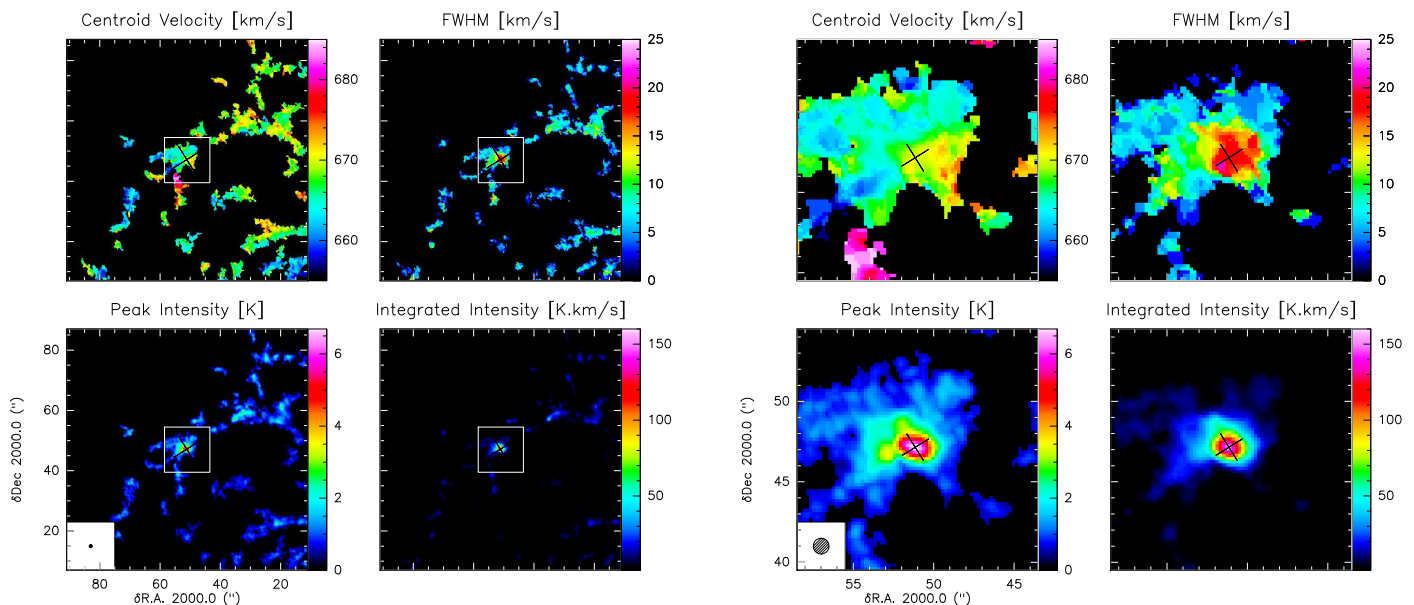 Centroid Velocity [km/s]
FWHM [km/s]
Centroid Velocity [km/s]
FWHM [km/s]
680
670
660
25
20
15
10
5
0
680
670
660
25
20
15
10
5
0
Peak Intensity [K]
Integrated Intensity [K.km/s]
Peak Intensity [K]
Integrated Intensity [K.km/s]
80
60
40
20
δDec 2000.0 (")
6
4
2
0
150
100
50
50
45
40
δDec 2000.0 (")
6
4
2
0
150
100
50
80 60 40 20
δR.A. 2000.0 (")
55 50 45
δR.A. 2000.0 (")